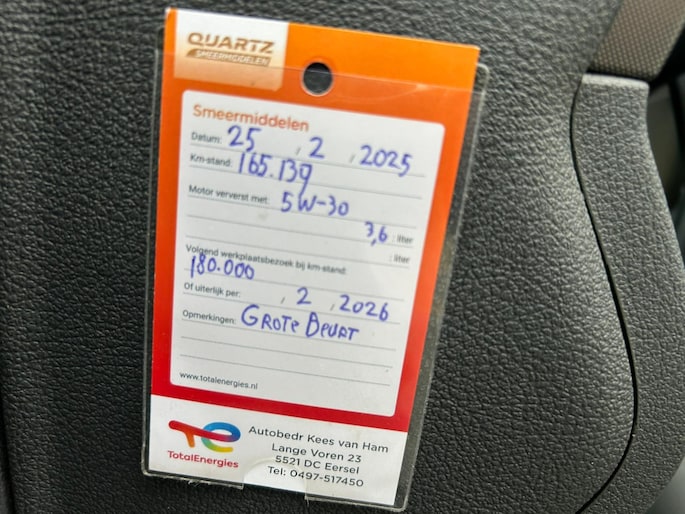 QUARTZ
SMEERMIDDELEN
Smeermiddelen
Datum: 25 , 2 , 2025
Km-stand: 165.139
Motor ververst met: 5W-30
3,6 : liter
: liter
Volgend werkplaatsbezoek bij km-stand:
180.000
Of uiterlijk per: , 2 , 2026
Opmerkingen: GROTE BEURT
www.totalenergies.nl
TotalEnergies
Autobedr Kees van Ham
Lange Voren 23
5521 DC Eersel
Tel: 0497-517450